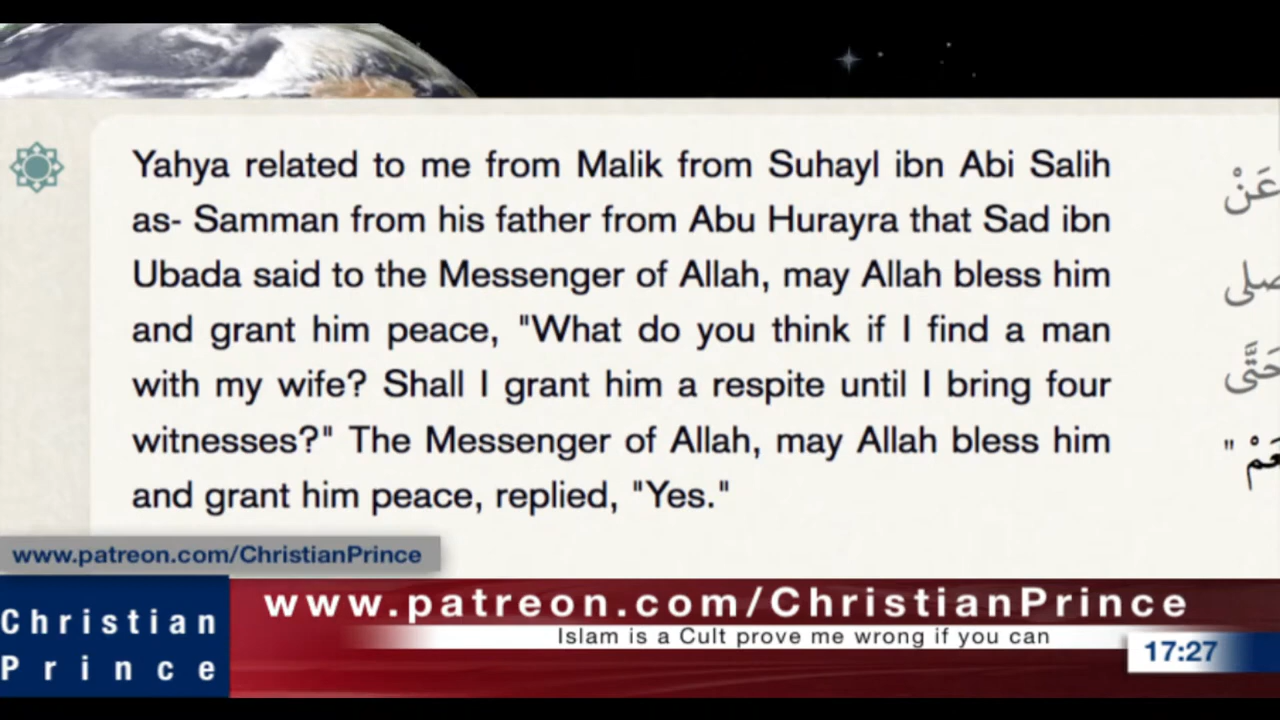 Yahya related to me from Malik from Suhayl ibn Abi Salih
as- Samman from his father from Abu Hurayra that Sad ibn
Ubada said to the Messenger of Allah, may Allah bless him
and grant him peace, "What do you think if I find a man
with my wife? Shall I grant him a respite until I bring four
witnesses?" The Messenger of Allah, may Allah bless him
and grant him peace, replied, "Yes."
عَنْ
حَتَّى
"
www.patreon.com/ChristianPrince
Christian
Prince
www.patreon.com/ChristianPrince
Islam is a Cult prove me wrong if you can
17:27